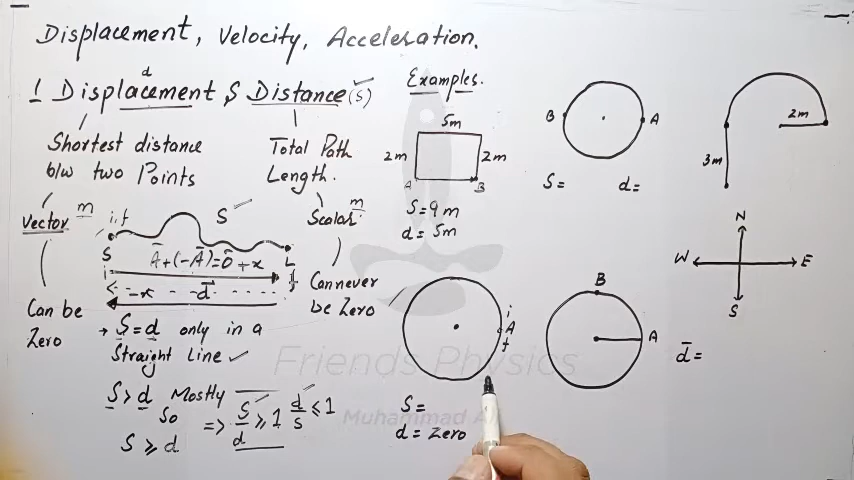 Displacement, Velocity, Acceleration.
1 Displacement, & Distance (s)
d
Shortest distance
b/w two Points
Total Path
Length.
Vector m
Scalar m
i,f
S
S
L
A + (-A) = 0 + x
i
f
-x d
Can be
Zero
Can never
be Zero
→ S = d only in a
Straight Line ✓
S > d Mostly
So
S ≥ d
=> S/d ≥ 1 d/s ≤ 1
Examples.
5m
2m 2m
A B
S = 9m
d = 5m
B A
S= d=
2m
3m
N
W E
S
i
A
f
S=
d = Zero
B
A
d =
Friends Physics